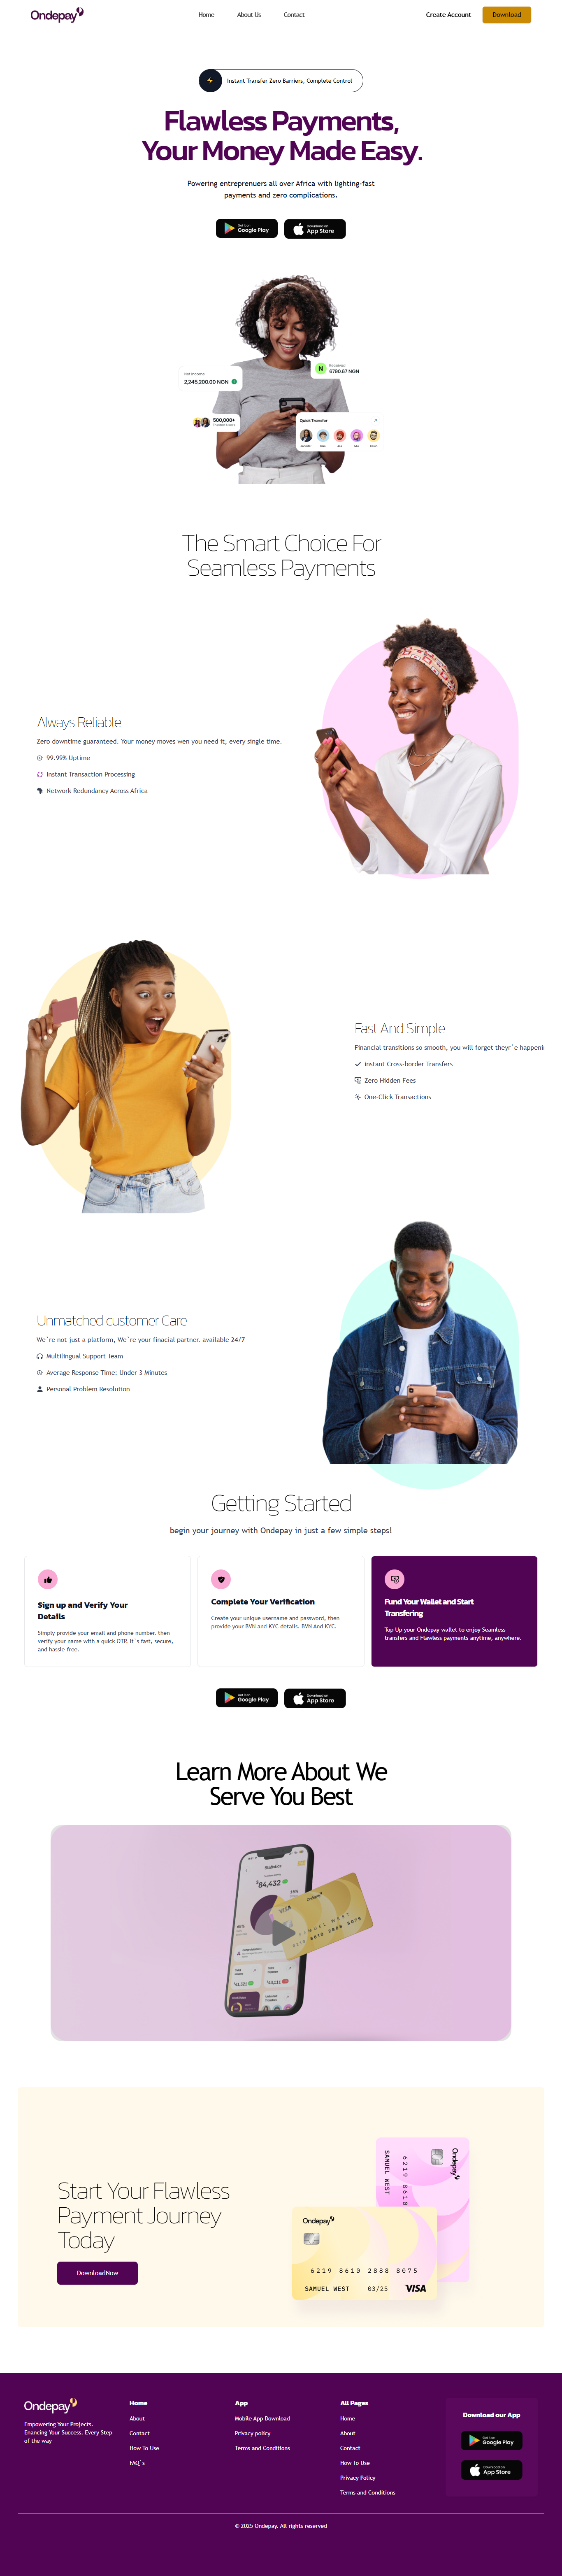 Ondepay
Home
About Us
Contact
Create Account
Download
Instant Transfer Zero Barriers, Complete Control
Flawless Payments,
Your Money Made Easy.
Powering entreprenuers all over Africa with lighting-fast
payments and zero complications.
Google Play
Download on
App Store
Net income
2,245,200.00 NGN
Received
6790.67 NGN
500,000+
Trusted Users
Quick Transfer
The Smart Choice For
Seamless Payments
Always Reliable
Zero downtime guaranteed. Your money moves wen you need it, every single time.
99.99% Uptime
Instant Transaction Processing
Network Redundancy Across Africa
Fast And Simple
Financial transitions so smooth, you will forget theyr`e happeni
Instant Cross-border Transfers
Zero Hidden Fees
One-Click Transactions
Unmatched customer Care
We`re not just a platform, We`re your finacial partner. available 24/7
Multilingual Support Team
Average Response Time: Under 3 Minutes
Personal Problem Resolution
Getting Started
begin your journey with Ondepay in just a few simple steps!
Sign up and Verify Your
Details
Simply provide your email and phone number. then
verify your name with a quick OTP. It`s fast, secure,
and hassle-free.
Complete Your Verification
Create your unique username and password, then
provide your BVN and KYC details. BVN And KYC.
Fund Your Wallet and Start
Transfering
Top Up your Ondepay wallet to enjoy Seamless
transfers and Flawless payments anytime, anywhere.
Google Play
Download on
App Store
Learn More About We
Serve You Best
Statistics
$84,432
SAMUEL WEST
Start Your Flawless
Payment Journey
Today
DownloadNow
Ondepay
SAMUEL WEST
6219 8610
Ondepay
6219 8610 2888 8075
SAMUEL WEST
03/25
VISA
Ondepay
Empowering Your Projects.
Enancing Your Success. Every Step
of the way
Home
About
Contact
How To Use
FAQ`s
App
Mobile App Download
Privacy policy
Terms and Conditions
All Pages
Home
About
Contact
How To Use
Privacy Policy
Terms and Conditions
Download our App
Google Play
Download on
App Store
© 2025 Ondepay. All rights reserved